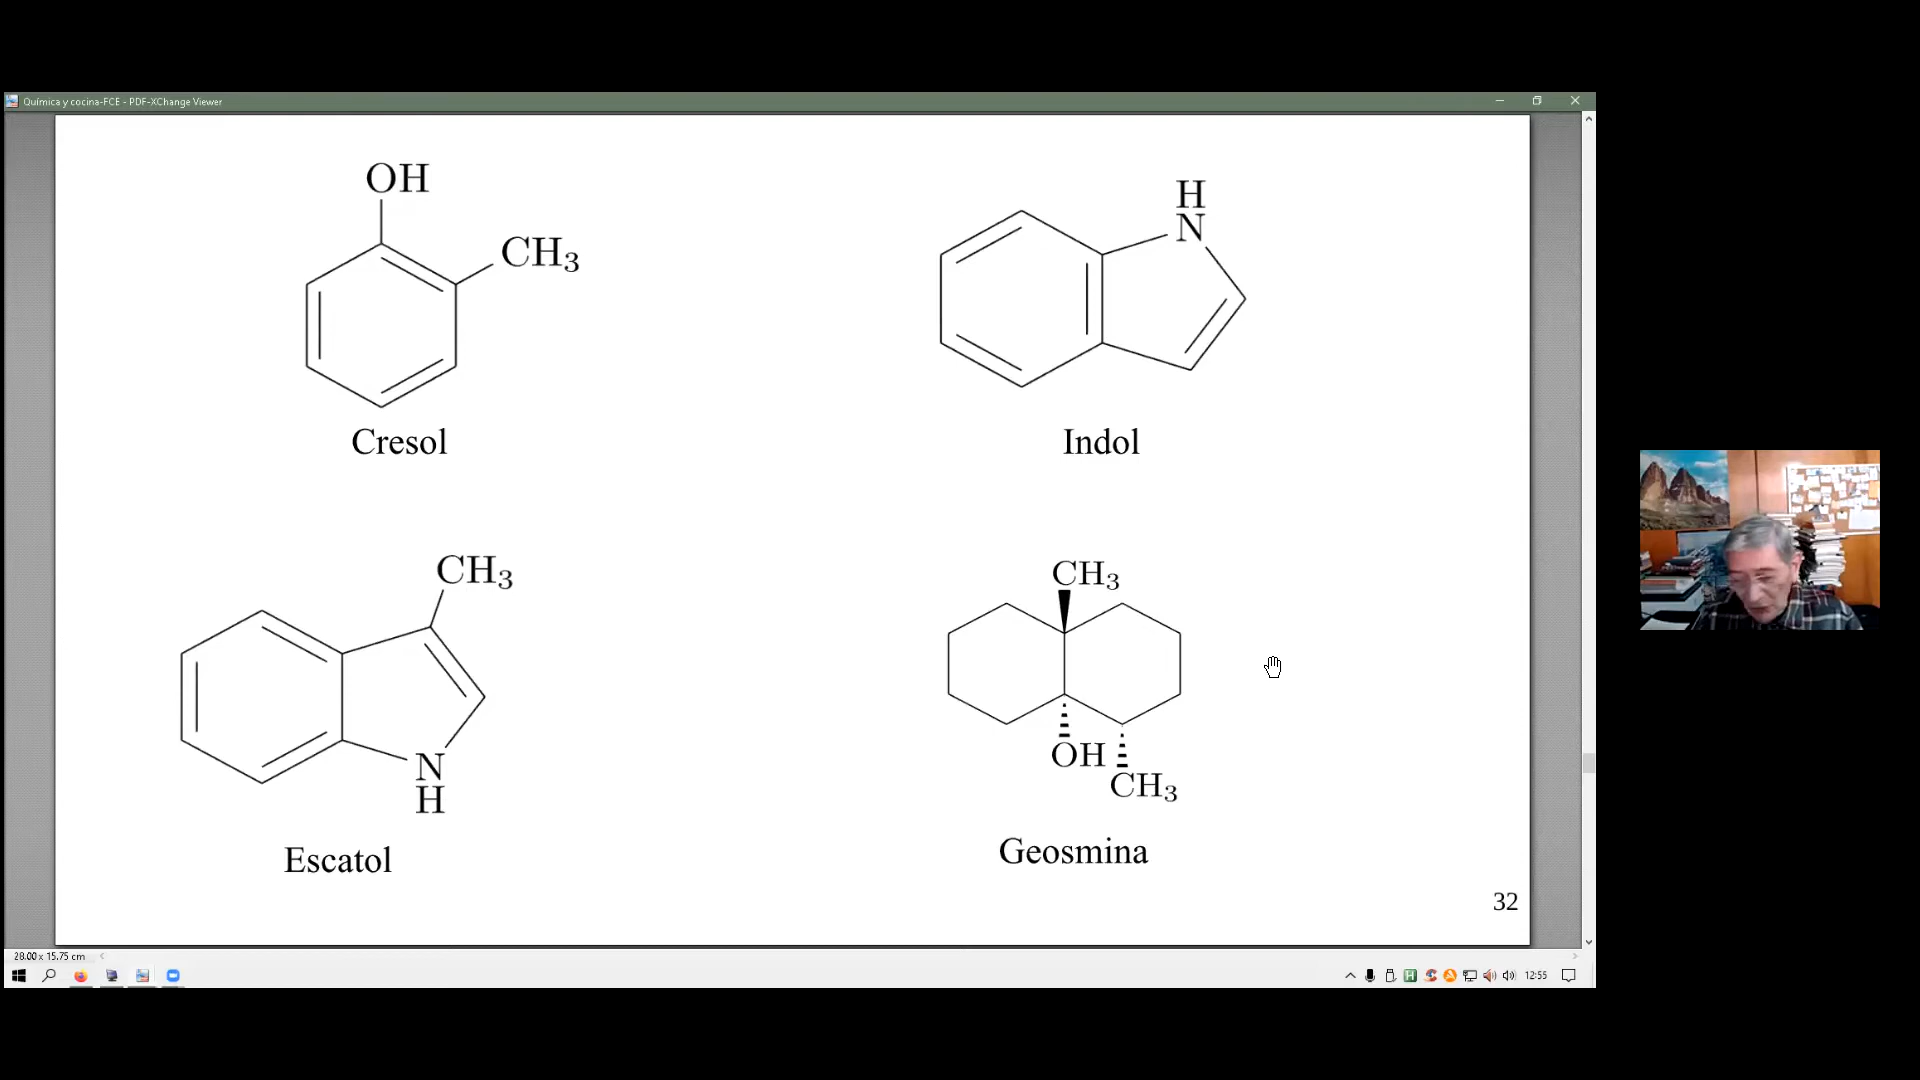 Química y cocina-FCE - PDF-XChange Viewer
OH
CH3
Cresol
H
N
Indol
CH3
N
H
Escatol
CH3
OH
CH3
Geosmina
32
28.00 x 15.75 cm
12:55